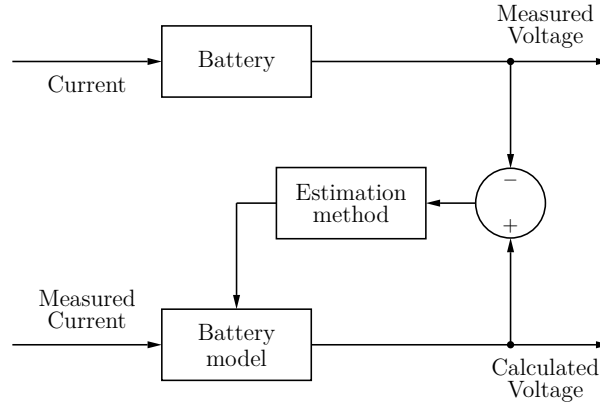 Measured
Voltage
Battery
Current
Estimation
method
−
+
Measured
Current
Battery
model
Calculated
Voltage